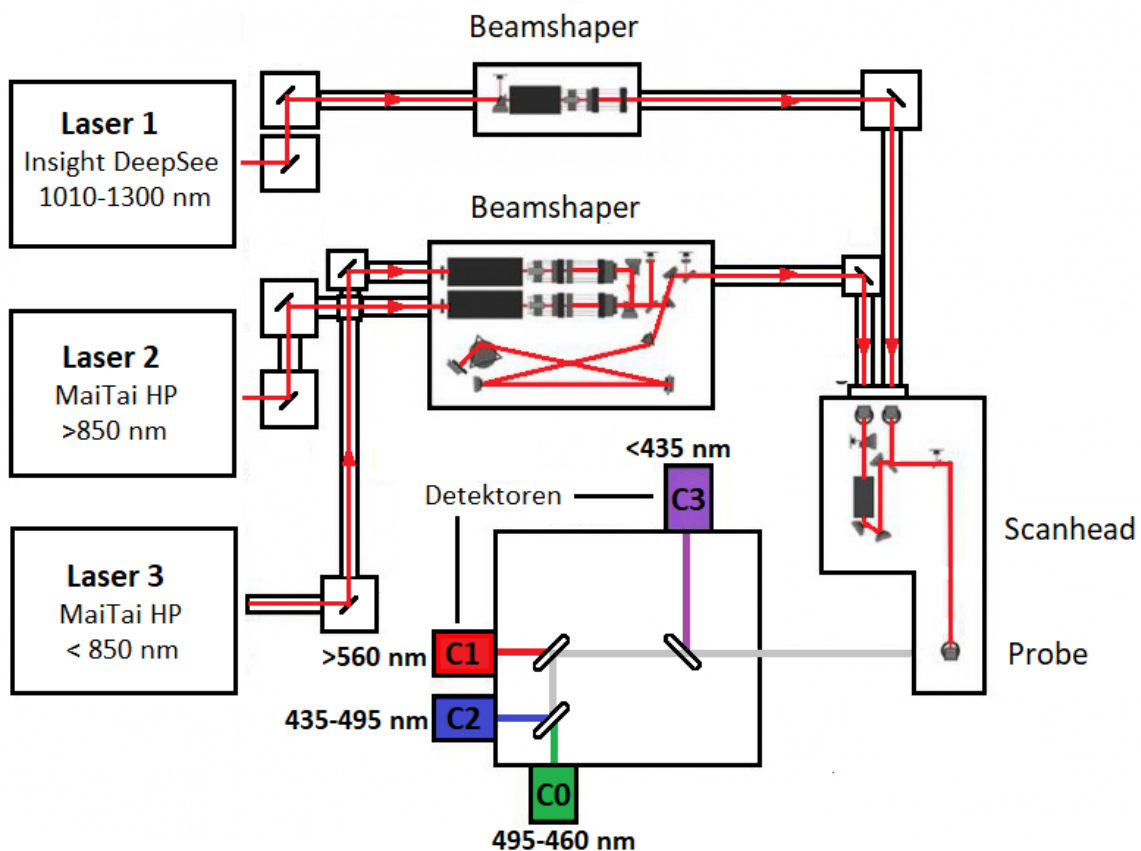 Beamshaper
Laser 1
Insight DeepSee
1010-1300 nm
Beamshaper
Laser 2
MaiTai HP
>850 nm
<435 nm
Detektoren
C3
Scanhead
Laser 3
MaiTai HP
< 850 nm
>560 nm
C1
Probe
435-495 nm
C2
C0
495-460 nm